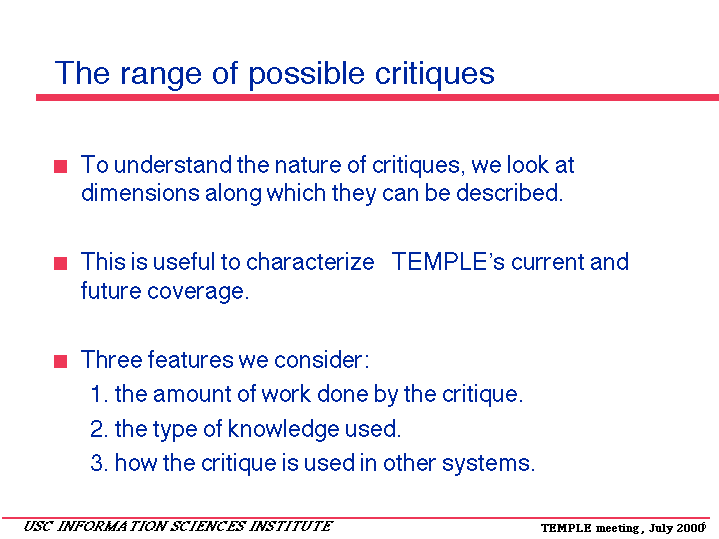 The range of possible critiques
To understand the nature of critiques, we look at
dimensions along which they can be described.
This is useful to characterize TEMPLE's current and
future coverage.
Three features we consider:
1. the amount of work done by the critique.
2. the type of knowledge used.
3. how the critique is used in other systems.
USC INFORMATION SCIENCES INSTITUTE
TEMPLE meeting, July 2000